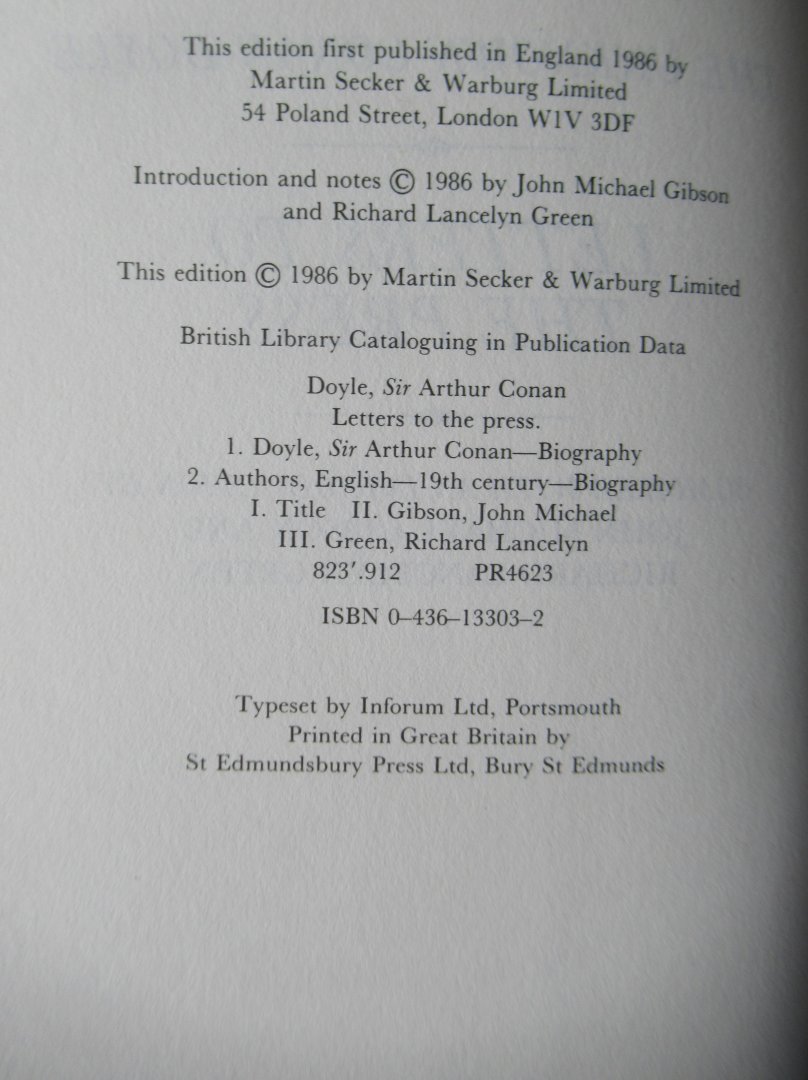 This edition first published in England 1986 by
Martin Secker & Warburg Limited
54 Poland Street, London W1V 3DF
Introduction and notes © 1986 by John Michael Gibson
and Richard Lancelyn Green
This edition © 1986 by Martin Secker & Warburg Limited
British Library Cataloguing in Publication Data
Doyle, Sir Arthur Conan
Letters to the press.
1. Doyle, Sir Arthur Conan—Biography
2. Authors, English—19th century—Biography
I. Title II. Gibson, John Michael
III. Green, Richard Lancelyn
823′.912 PR4623
ISBN 0–436–13303–2
Typeset by Inforum Ltd, Portsmouth
Printed in Great Britain by
St Edmundsbury Press Ltd, Bury St Edmunds